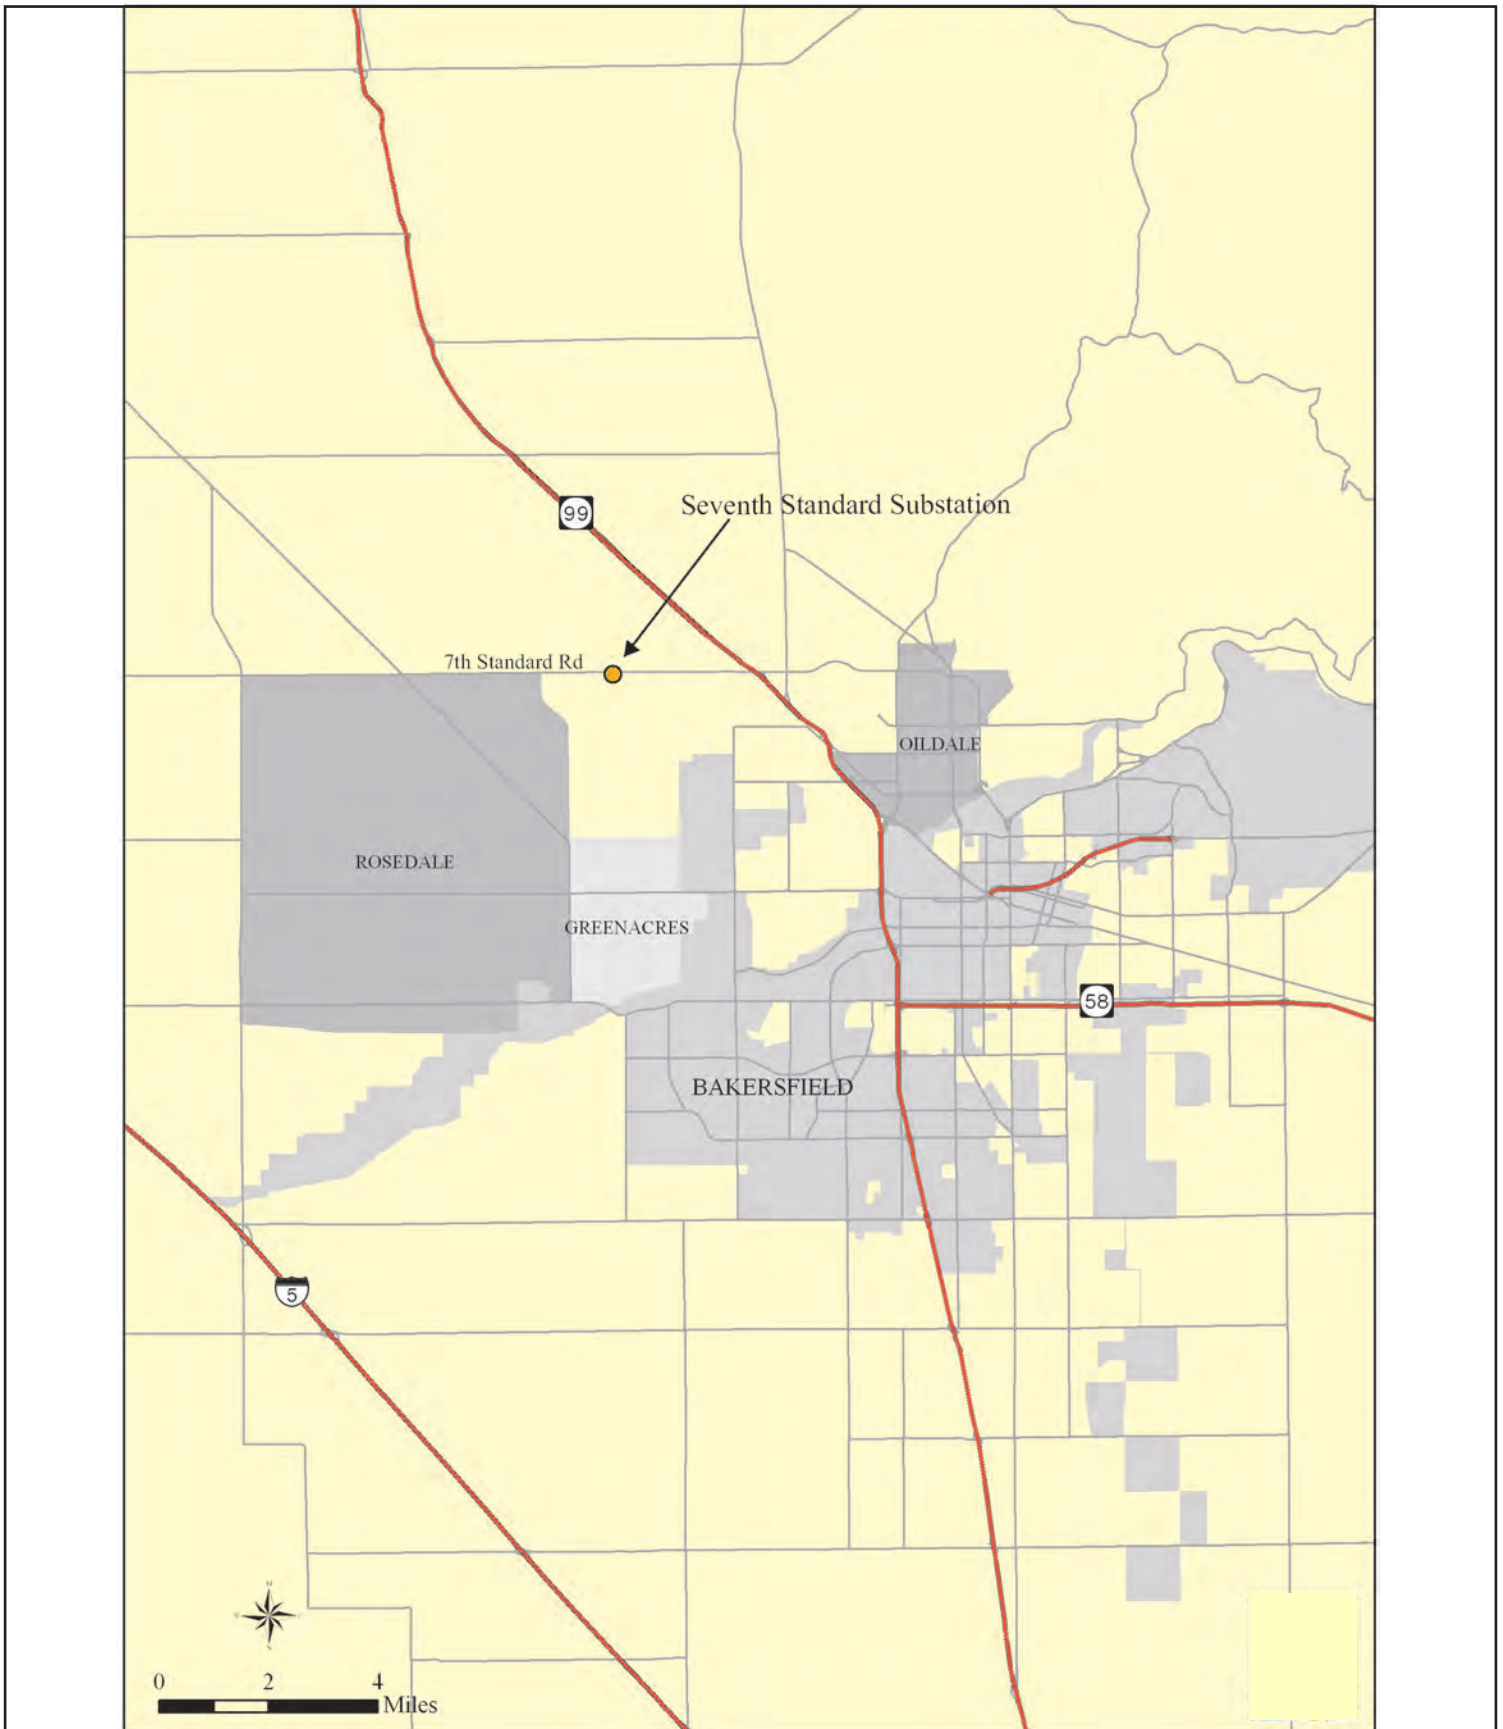 99
Seventh Standard Substation
7th Standard Rd
OILDALE
ROSEDALE
GREENACRES
58
BAKERSFIELD
5
N
0 2 4
Miles